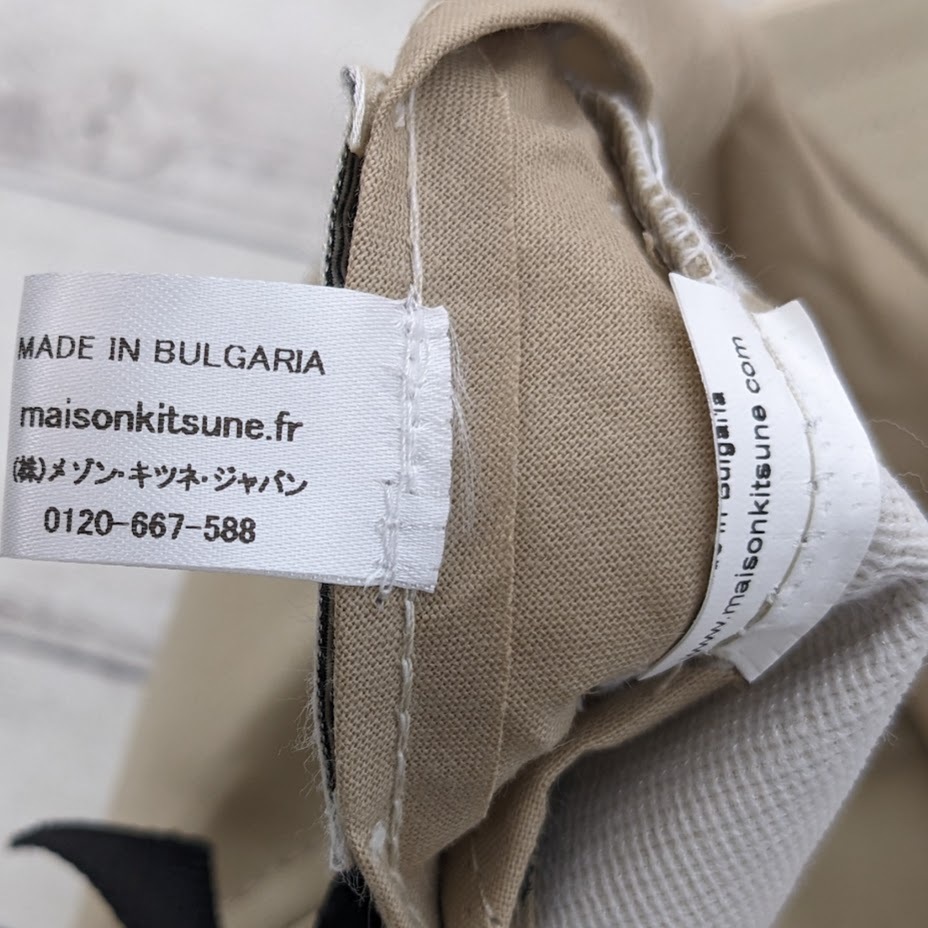 MADE IN BULGARIA
maisonkitsune.fr
(株)メゾン・キツネ・ジャパン
0120-667-588
in Bulgaria
www.maisonkitsune.com